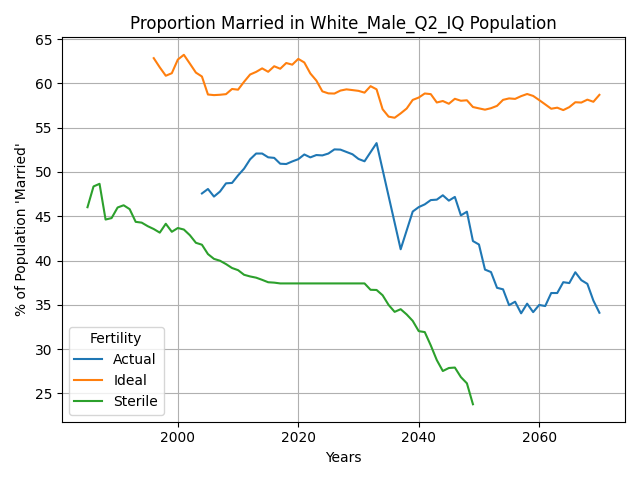 Proportion Married in White_Male_Q2_IQ Population
% of Population 'Married'
65
60
55
50
45
40
35
30
25
Fertility
Actual
Ideal
Sterile
2000
2020
2040
2060
Years